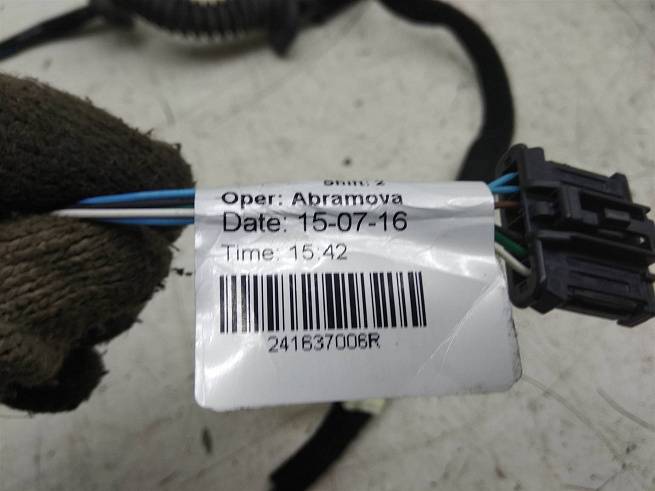 Shift: 2
Oper: Abramova
Date: 15-07-16
Time: 15:42
241637006R